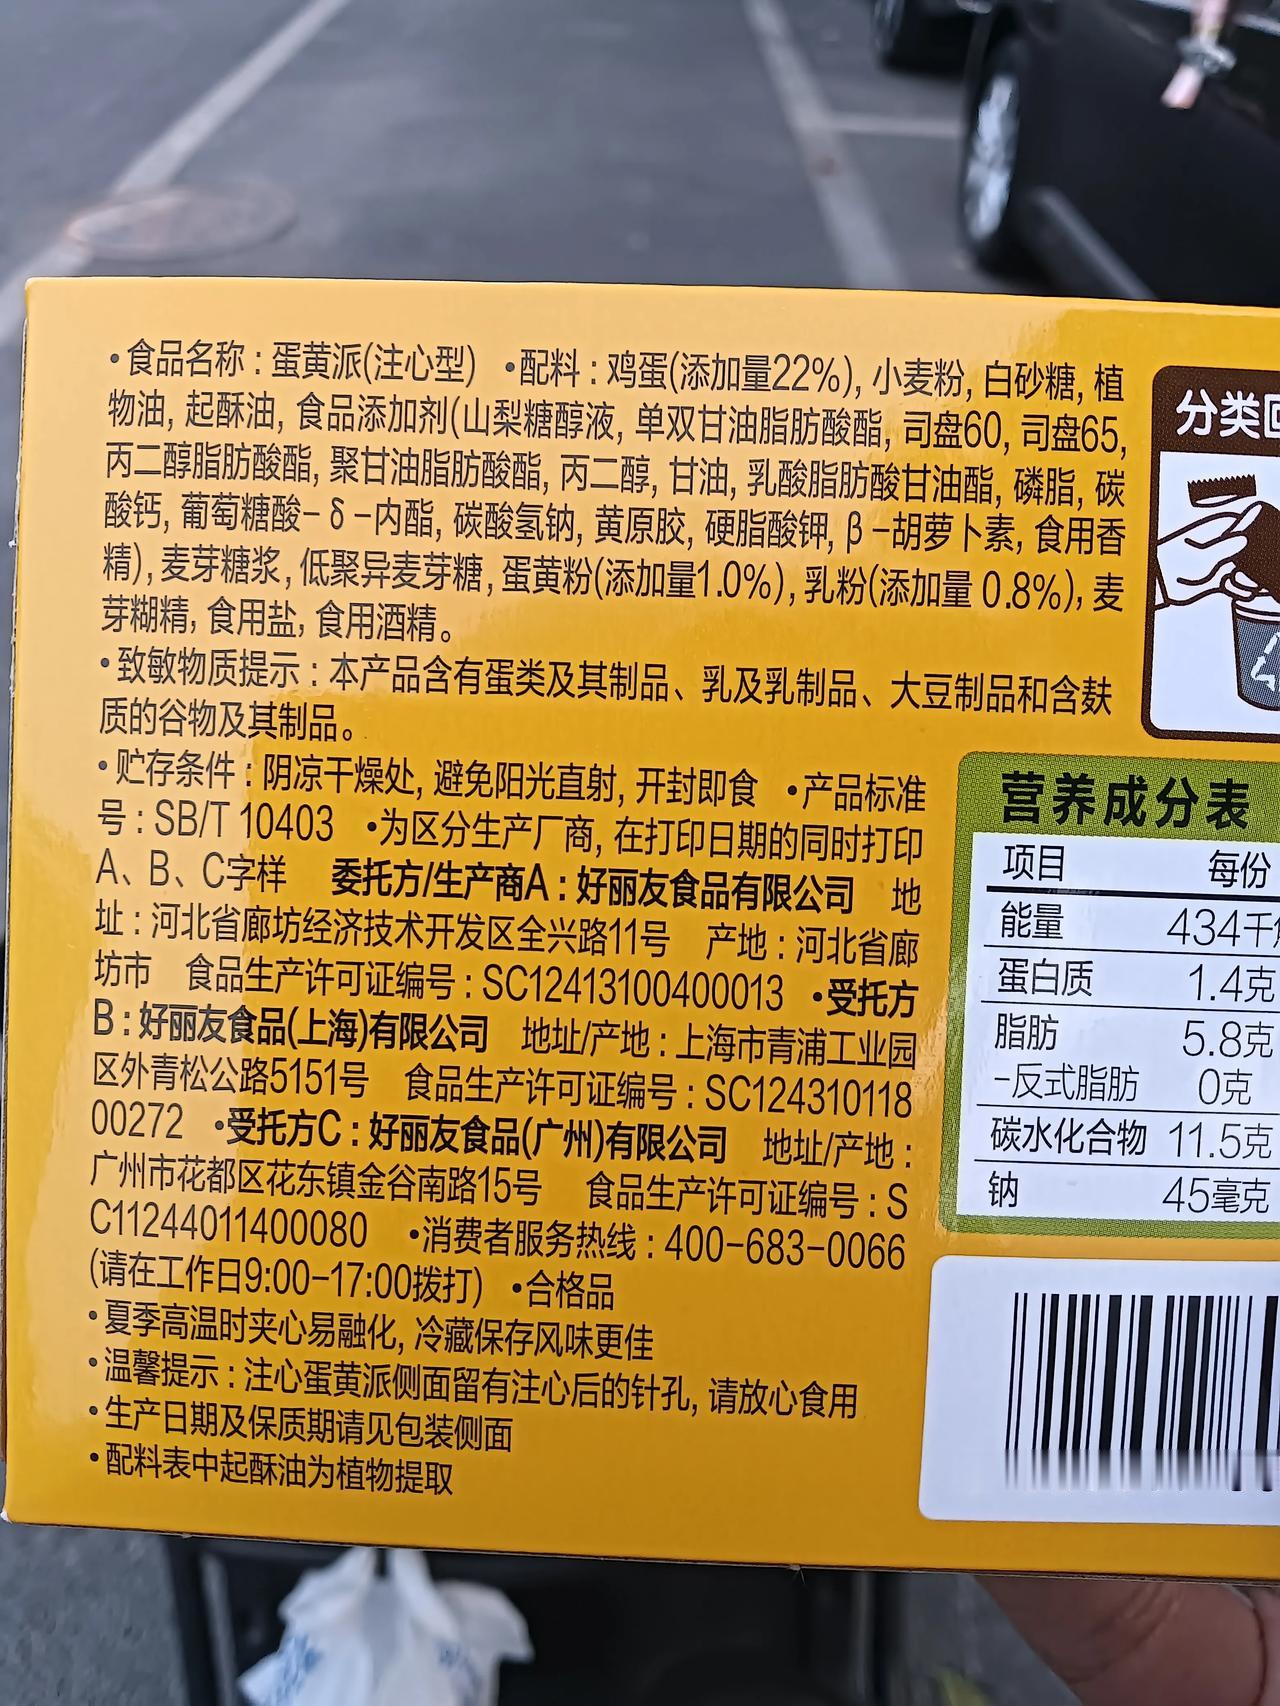 •食品名称：蛋黄派(注心型) •配料：鸡蛋(添加量22%), 小麦粉, 白砂糖, 植
物油, 起酥油, 食品添加剂(山梨糖醇液, 单双甘油脂肪酸酯, 司盘60, 司盘65,
丙二醇脂肪酸酯, 聚甘油脂肪酸酯, 丙二醇, 甘油, 乳酸脂肪酸甘油酯, 磷脂, 碳
酸钙, 葡萄糖酸-δ-内酯, 碳酸氢钠, 黄原胶, 硬脂酸钾, β-胡萝卜素, 食用香
精), 麦芽糖浆, 低聚异麦芽糖, 蛋黄粉(添加量1.0%), 乳粉(添加量 0.8%), 麦
芽糊精, 食用盐, 食用酒精。
•致敏物质提示：本产品含有蛋类及其制品、乳及乳制品、大豆制品和含麸
质的谷物及其制品。
•贮存条件：阴凉干燥处, 避免阳光直射, 开封即食 •产品标准
号：SB/T 10403 •为区分生产厂商, 在打印日期的同时打印
A、B、C字样 委托方/生产商A：好丽友食品有限公司 地
址：河北省廊坊经济技术开发区全兴路11号 产地：河北省廊
坊市 食品生产许可证编号：SC12413100400013 •受托方
B：好丽友食品(上海)有限公司 地址/产地：上海市青浦工业园
区外青松公路5151号 食品生产许可证编号：SC124310118
00272 •受托方C：好丽友食品(广州)有限公司 地址/产地：
广州市花都区花东镇金谷南路15号 食品生产许可证编号：S
C11244011400080 •消费者服务热线：400-683-0066
(请在工作日9:00-17:00拨打) •合格品
•夏季高温时夹心易融化, 冷藏保存风味更佳
•温馨提示：注心蛋黄派侧面留有注心后的针孔, 请放心食用
•生产日期及保质期请见包装侧面
•配料表中起酥油为植物提取
分类
营养成分表
项目 每份
能量 434千
蛋白质 1.4克
脂肪 5.8克
-反式脂肪 0克
碳水化合物 11.5克
钠 45毫克